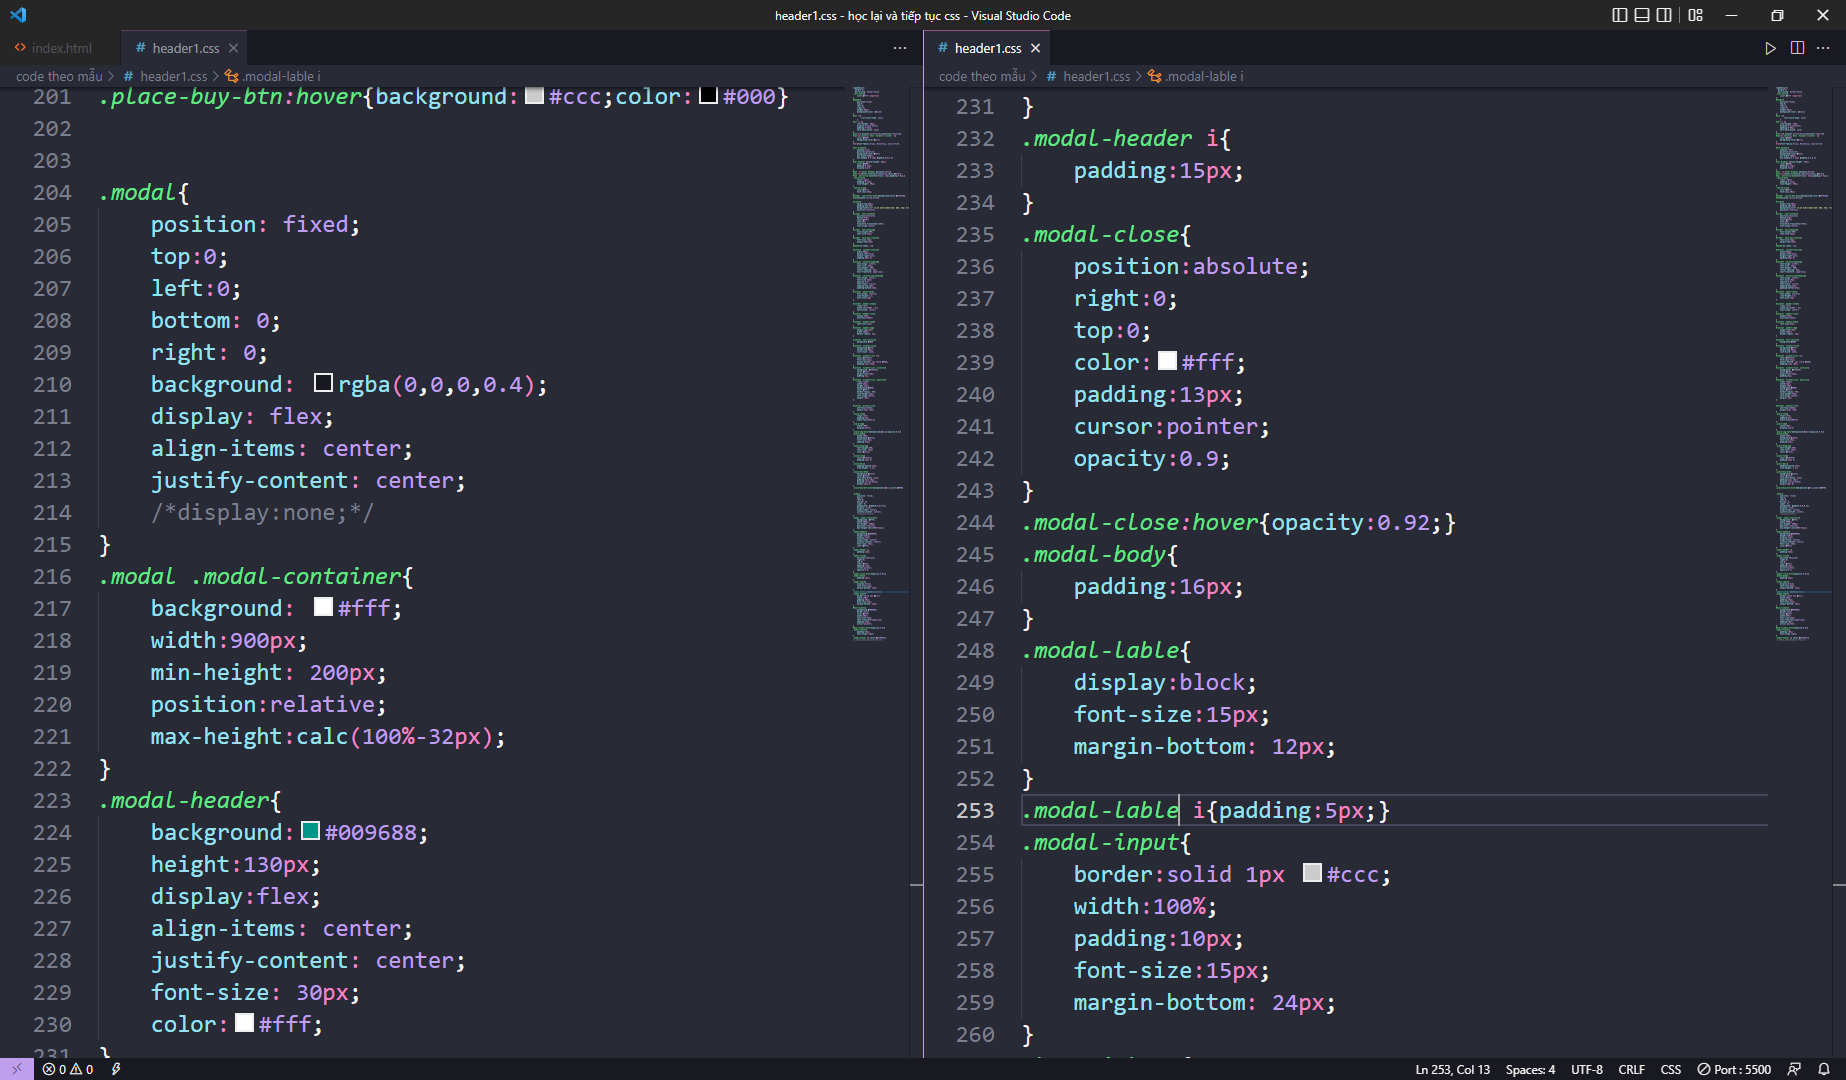 header1.css - học lại và tiếp tục css - Visual Studio Code
index.html
# header1.css
code theo mẫu > # header1.css > .modal-lable i
201 .place-buy-btn:hover{background:#ccc;color:#000}
202
203
204 .modal{
205 position: fixed;
206 top:0;
207 left:0;
208 bottom: 0;
209 right: 0;
210 background: rgba(0,0,0,0.4);
211 display: flex;
212 align-items: center;
213 justify-content: center;
214 /*display:none;*/
215 }
216 .modal .modal-container{
217 background: #fff;
218 width:900px;
219 min-height: 200px;
220 position:relative;
221 max-height:calc(100%-32px);
222 }
223 .modal-header{
224 background:#009688;
225 height:130px;
226 display:flex;
227 align-items: center;
228 justify-content: center;
229 font-size: 30px;
230 color:#fff;
231 }
# header1.css
code theo mẫu > # header1.css > .modal-lable i
231 }
232 .modal-header i{
233 padding:15px;
234 }
235 .modal-close{
236 position:absolute;
237 right:0;
238 top:0;
239 color:#fff;
240 padding:13px;
241 cursor:pointer;
242 opacity:0.9;
243 }
244 .modal-close:hover{opacity:0.92;}
245 .modal-body{
246 padding:16px;
247 }
248 .modal-lable{
249 display:block;
250 font-size:15px;
251 margin-bottom: 12px;
252 }
253 .modal-lable i{padding:5px;}
254 .modal-input{
255 border:solid 1px #ccc;
256 width:100%;
257 padding:10px;
258 font-size:15px;
259 margin-bottom: 24px;
260 }
0 0
Ln 253, Col 13 Spaces: 4 UTF-8 CRLF CSS Port : 5500